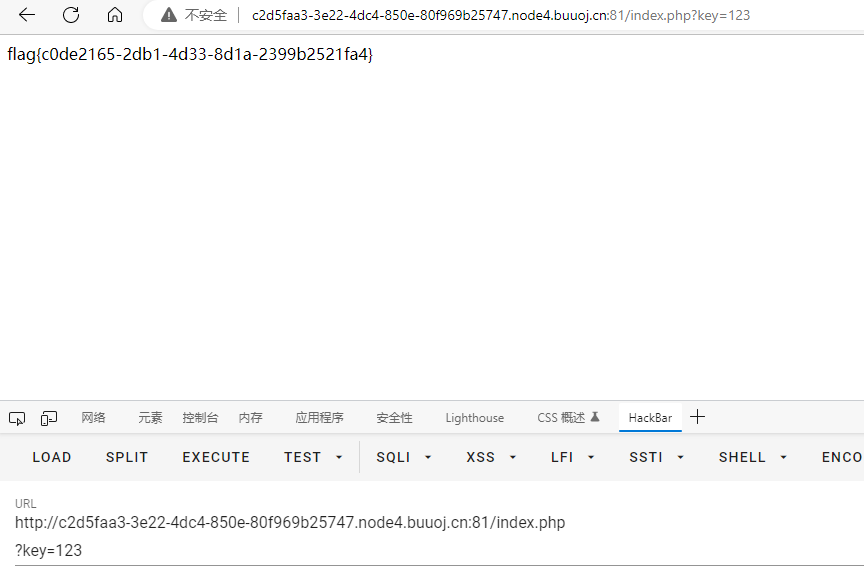 不安全 c2d5faa3-3e22-4dc4-850e-80f969b25747.node4.buuoj.cn:81/index.php?key=123
flag{c0de2165-2db1-4d33-8d1a-2399b2521fa4}
网络 元素 控制台 内存 应用程序 安全性 Lighthouse CSS 概述 HackBar
LOAD SPLIT EXECUTE TEST SQLI XSS LFI SSTI SHELL ENCO
URL
http://c2d5faa3-3e22-4dc4-850e-80f969b25747.node4.buuoj.cn:81/index.php
?key=123